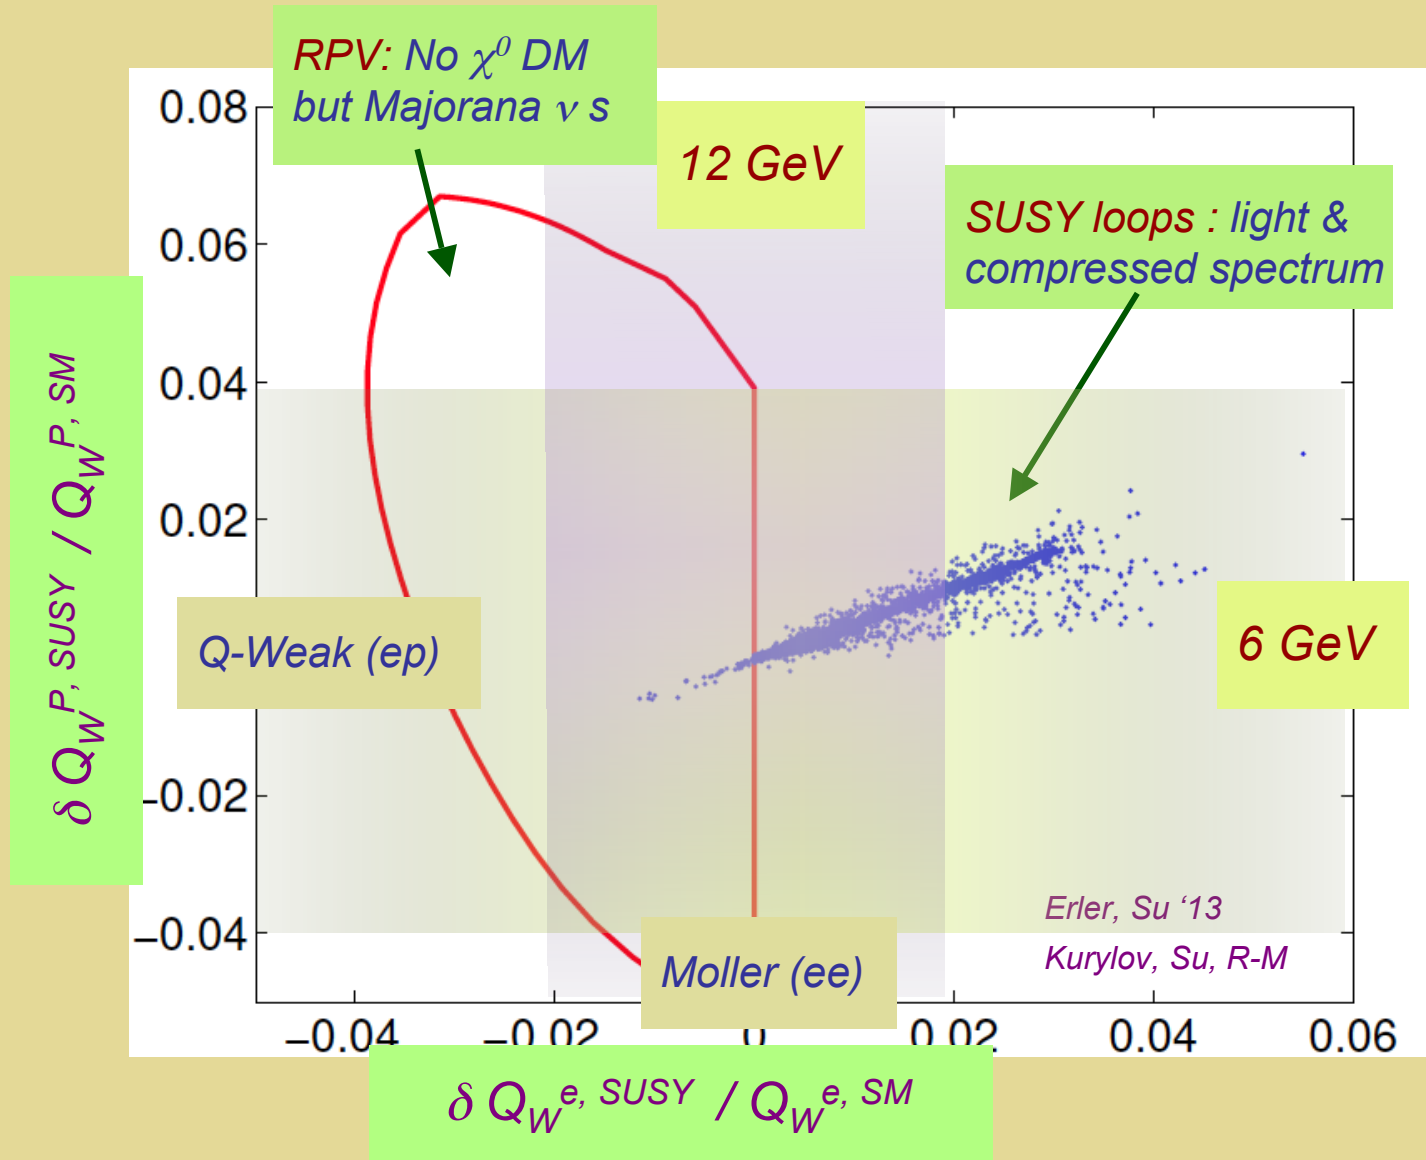 RPV: No χ⁰ DM
but Majorana ν s
12 GeV
SUSY loops : light &
compressed spectrum
0.08
0.06
0.04
0.02
−0.02
−0.04
δ Q_W^{P, SUSY} / Q_W^{P, SM}
Q-Weak (ep)
6 GeV
Erler, Su ‘13
Kurylov, Su, R-M
Moller (ee)
−0.04 −0.02 0 0.02 0.04 0.06
δ Q_W^{e, SUSY} / Q_W^{e, SM}